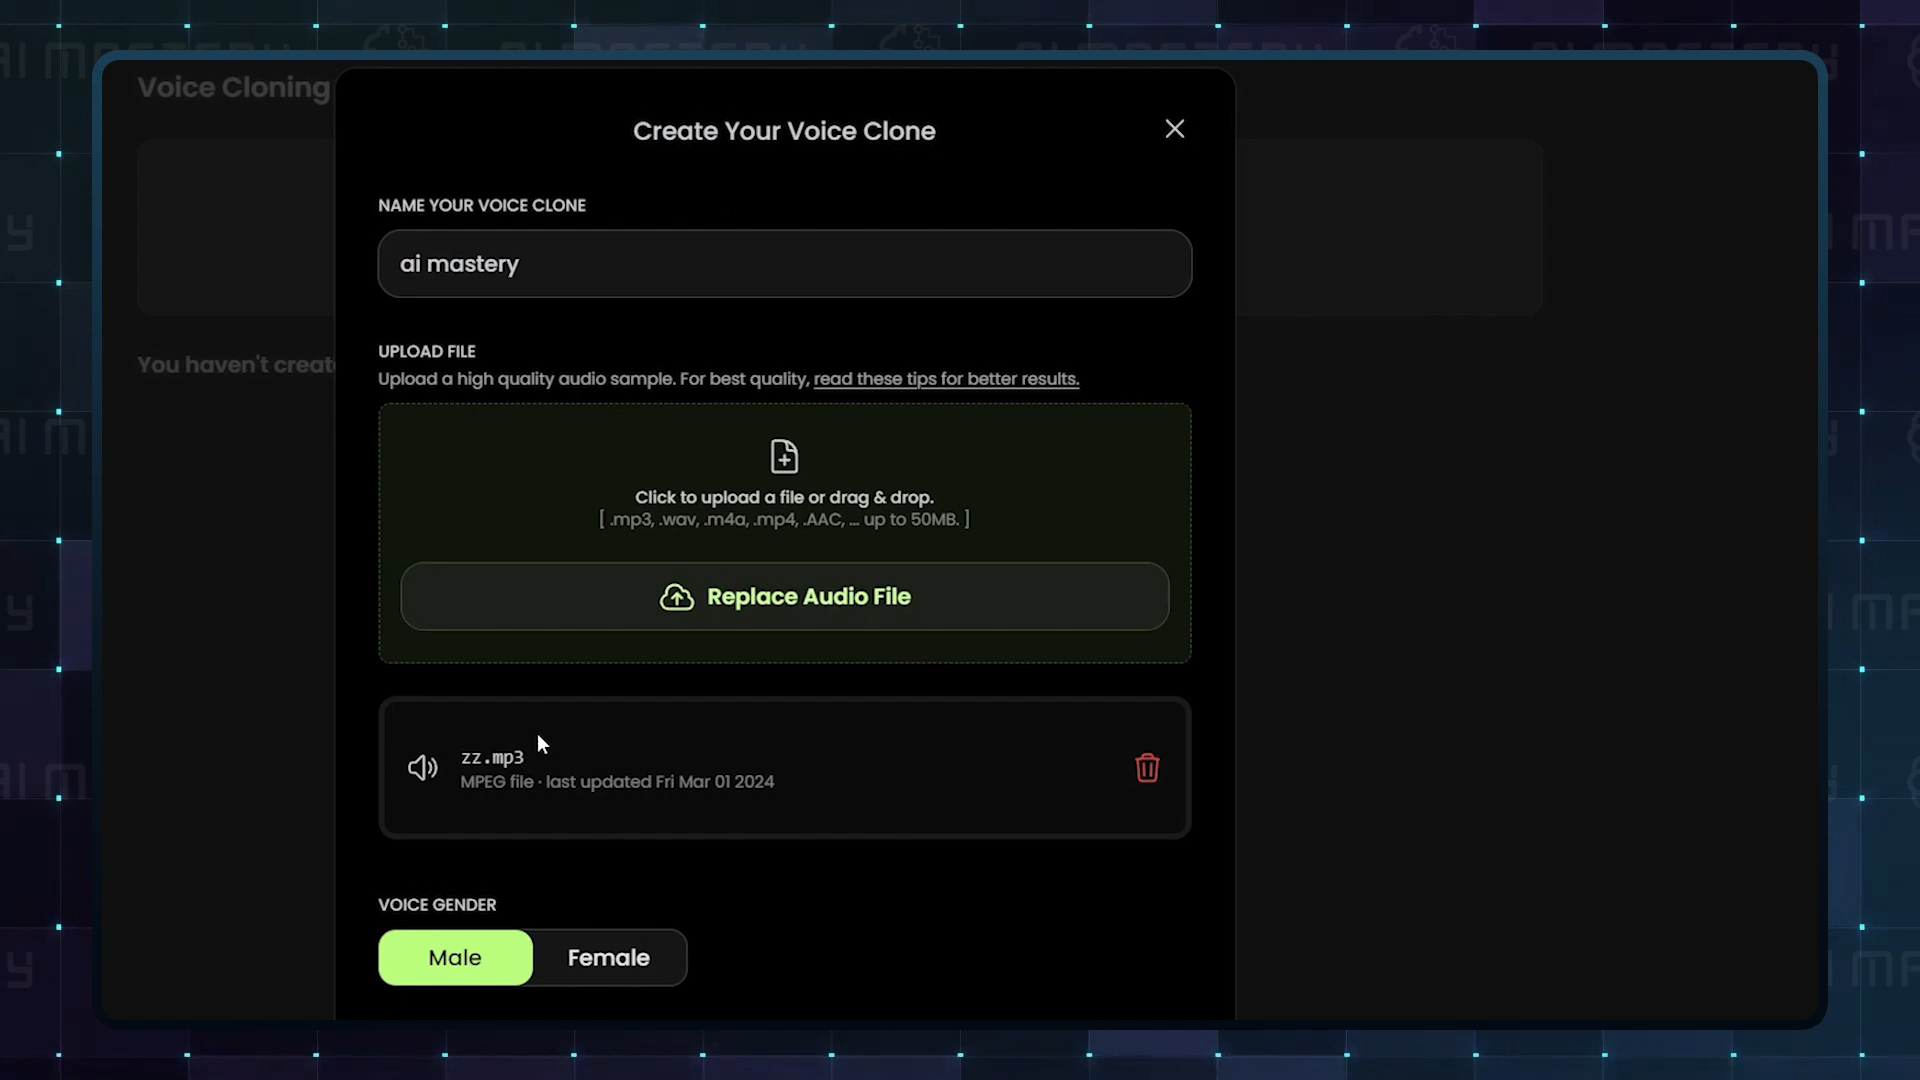 Voice Cloning
Create Your Voice Clone
NAME YOUR VOICE CLONE
ai mastery
UPLOAD FILE
Upload a high quality audio sample. For best quality, read these tips for better results.
You haven't create
Click to upload a file or drag & drop.
[ .mp3, .wav, .m4a, .mp4, .AAC, ... up to 50MB. ]
Replace Audio File
zz.mp3
MPEG file · last updated Fri Mar 01 2024
VOICE GENDER
Male
Female